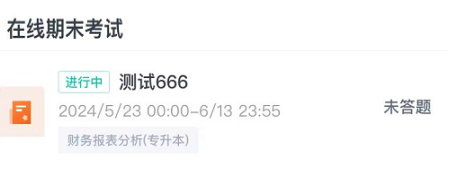 在线期末考试
进行中 测试666
2024/5/23 00:00-6/13 23:55
未答题
财务报表分析(专升本)